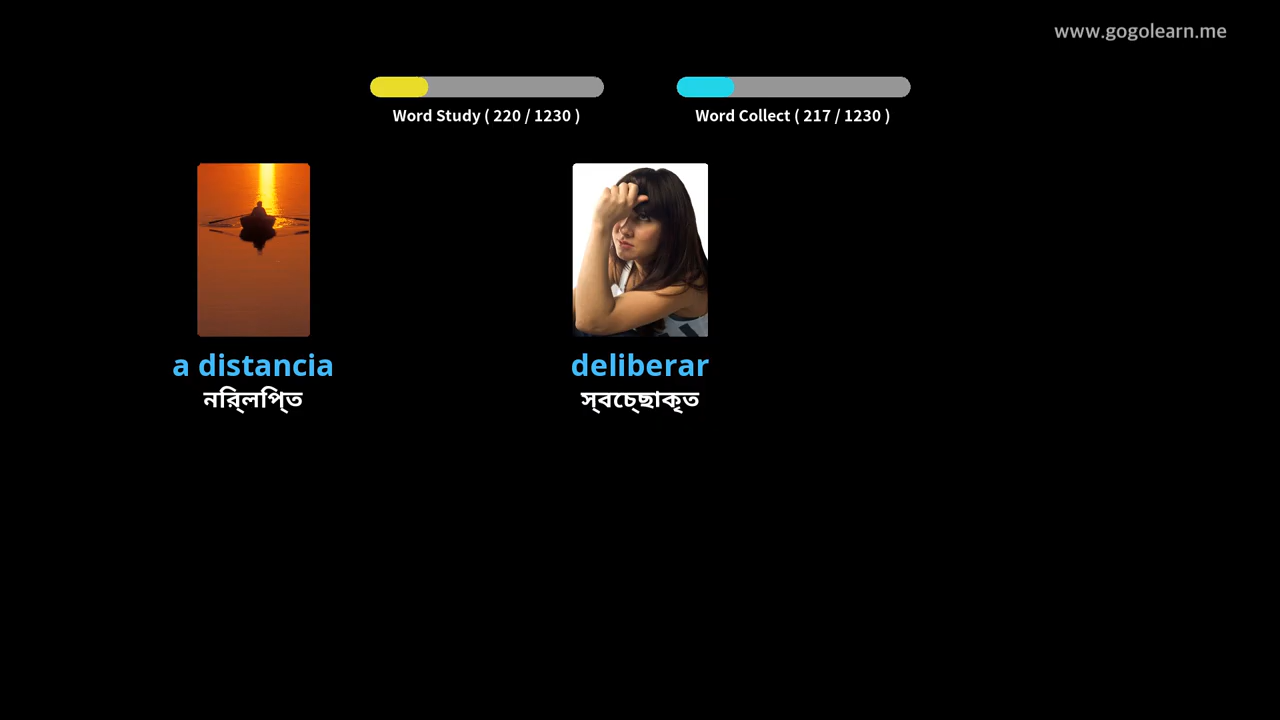 www.gogolearn.me
Word Study ( 220 / 1230 )
Word Collect ( 217 / 1230 )
a distancia
নির্লিপ্ত
deliberar
স্বেচ্ছাকৃত